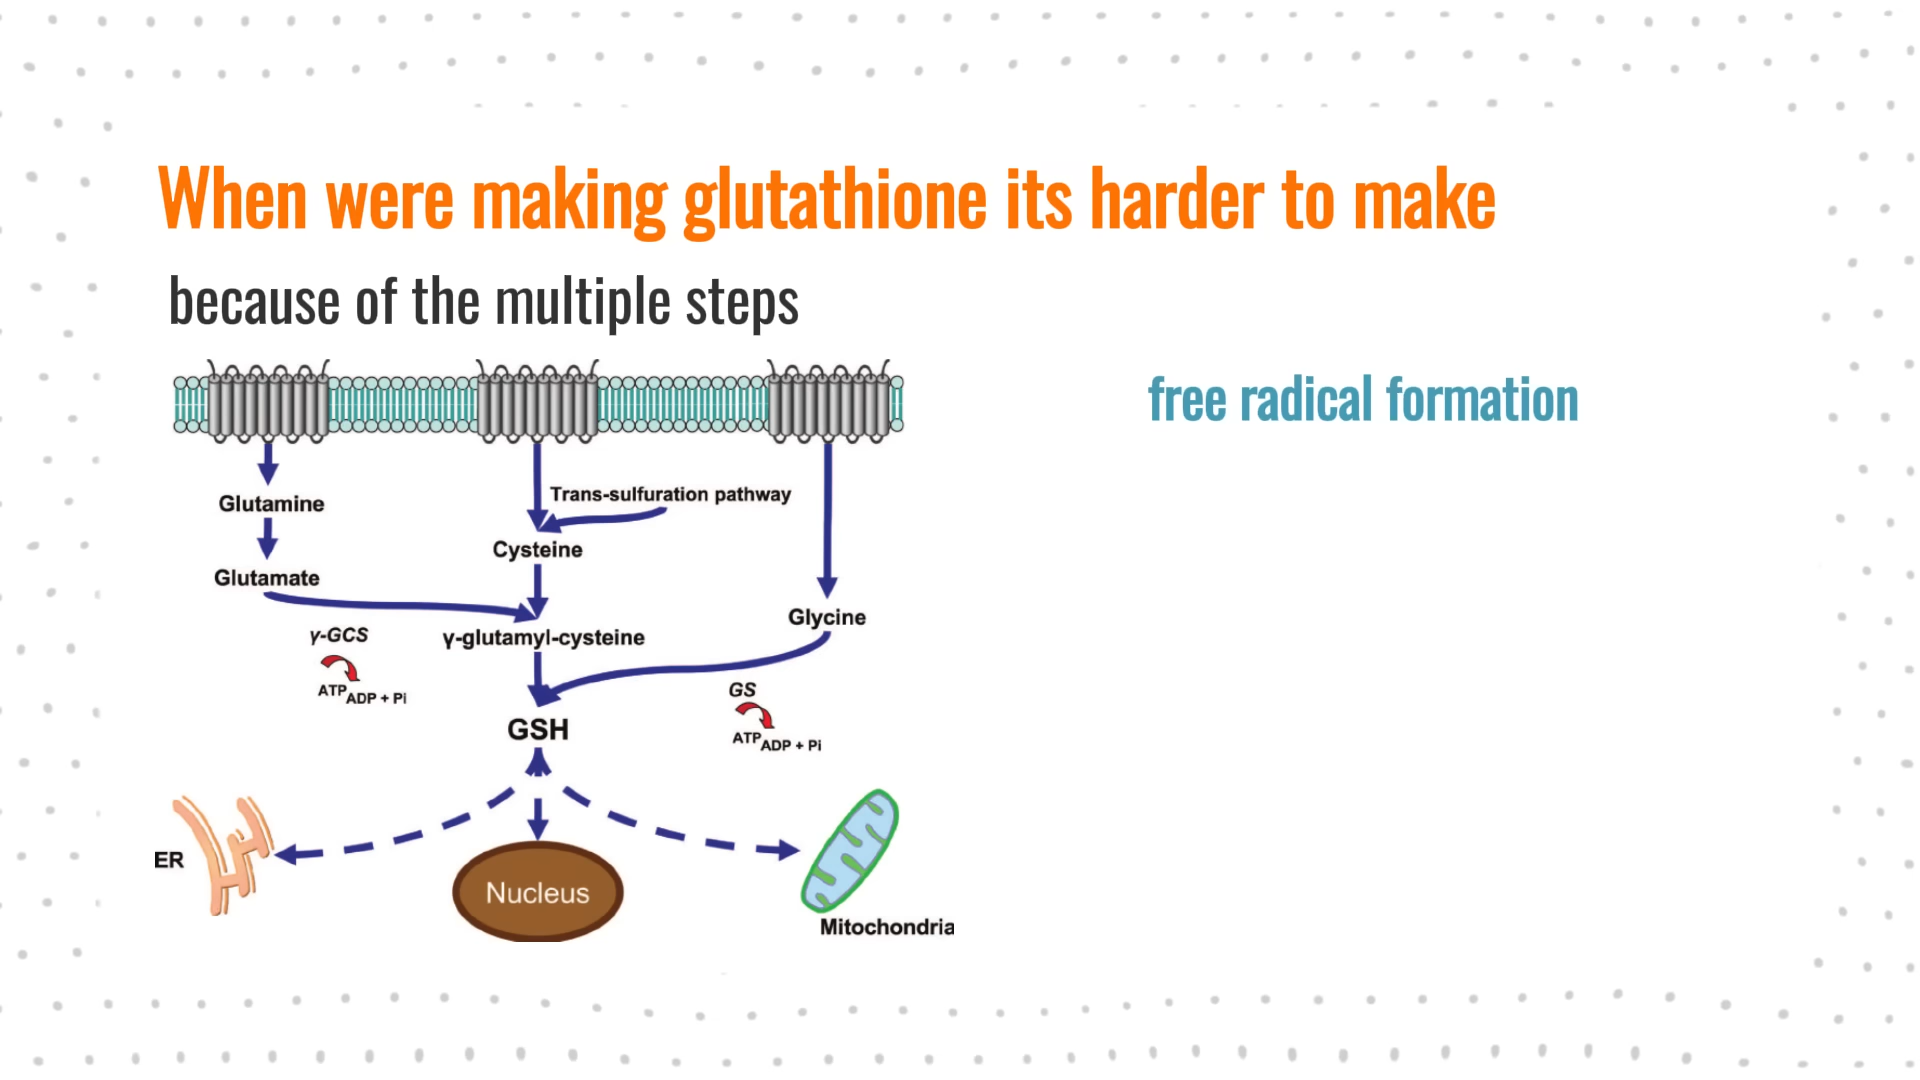 When were making glutathione its harder to make
because of the multiple steps
free radical formation
Glutamine
Trans-sulfuration pathway
Cysteine
Glutamate
Glycine
γ-GCS
γ-glutamyl-cysteine
ATP ADP + Pi
GS
GSH
ATP ADP + Pi
ER
Nucleus
Mitochondria